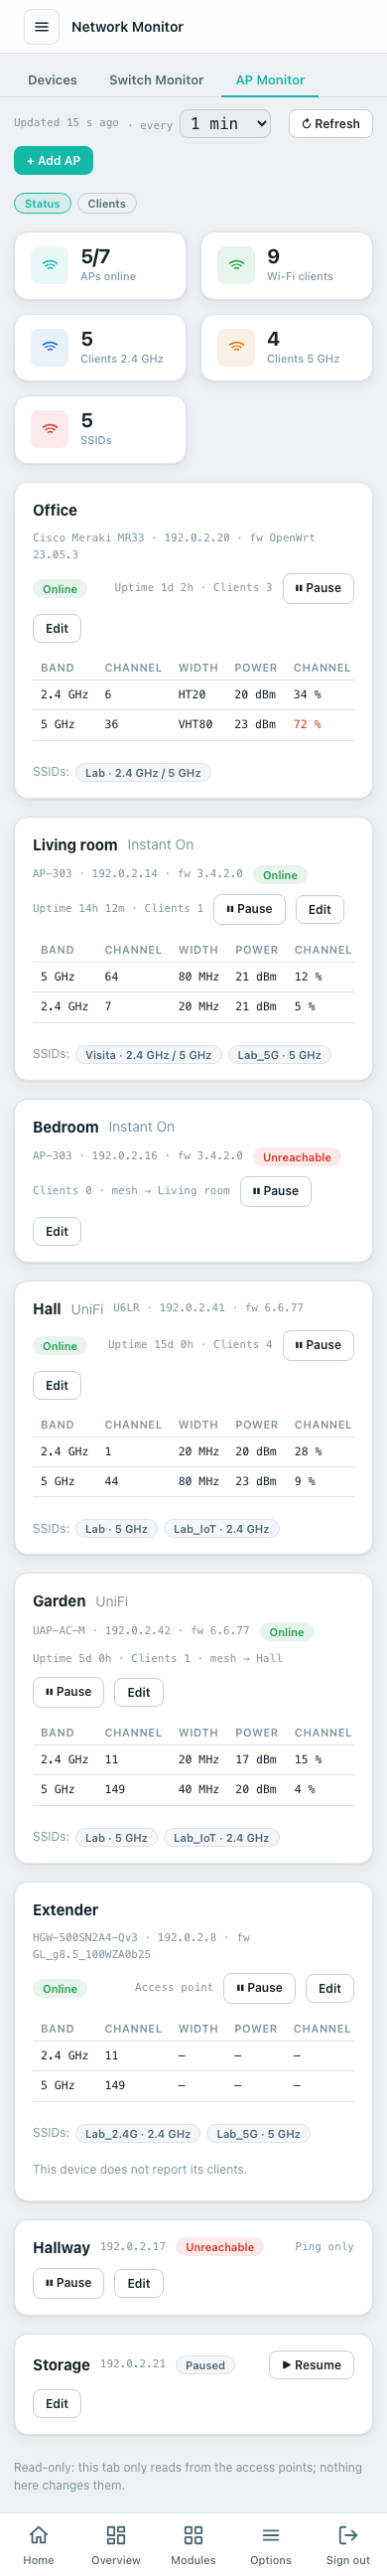 Network Monitor
Devices Switch Monitor AP Monitor
Updated 15 s ago · every 1 min Refresh
+ Add AP
Status Clients
5/7
APs online
9
Wi-Fi clients
5
Clients 2.4 GHz
4
Clients 5 GHz
5
SSIDs
Office
Cisco Meraki MR33 · 192.0.2.20 · fw OpenWrt
23.05.3
Online Uptime 1d 2h · Clients 3 Pause
Edit
BAND CHANNEL WIDTH POWER CHANNEL
2.4 GHz 6 HT20 20 dBm 34 %
5 GHz 36 VHT80 23 dBm 72 %
SSIDs: Lab · 2.4 GHz / 5 GHz
Living room Instant On
AP-303 · 192.0.2.14 · fw 3.4.2.0 Online
Uptime 14h 12m · Clients 1 Pause Edit
BAND CHANNEL WIDTH POWER CHANNEL
5 GHz 64 80 MHz 21 dBm 12 %
2.4 GHz 7 20 MHz 21 dBm 5 %
SSIDs: Visita · 2.4 GHz / 5 GHz Lab_5G · 5 GHz
Bedroom Instant On
AP-303 · 192.0.2.16 · fw 3.4.2.0 Unreachable
Clients 0 · mesh → Living room Pause
Edit
Hall UniFi U6LR · 192.0.2.41 · fw 6.6.77
Online Uptime 15d 0h · Clients 4 Pause
Edit
BAND CHANNEL WIDTH POWER CHANNEL
2.4 GHz 1 20 MHz 20 dBm 28 %
5 GHz 44 80 MHz 23 dBm 9 %
SSIDs: Lab · 5 GHz Lab_IoT · 2.4 GHz
Garden UniFi
UAP-AC-M · 192.0.2.42 · fw 6.6.77 Online
Uptime 5d 0h · Clients 1 · mesh → Hall
Pause Edit
BAND CHANNEL WIDTH POWER CHANNEL
2.4 GHz 11 20 MHz 17 dBm 15 %
5 GHz 149 40 MHz 20 dBm 4 %
SSIDs: Lab · 5 GHz Lab_IoT · 2.4 GHz
Extender
HGW-500SN2A4-Qv3 · 192.0.2.8 · fw
GL_g8.5_100WZA0b25
Online Access point Pause Edit
BAND CHANNEL WIDTH POWER CHANNEL
2.4 GHz 11 — — —
5 GHz 149 — — —
SSIDs: Lab_2.4G · 2.4 GHz Lab_5G · 5 GHz
This device does not report its clients.
Hallway 192.0.2.17 Unreachable Ping only
Pause Edit
Storage 192.0.2.21 Paused Resume
Edit
Read-only: this tab only reads from the access points; nothing
here changes them.
Home Overview Modules Options Sign out